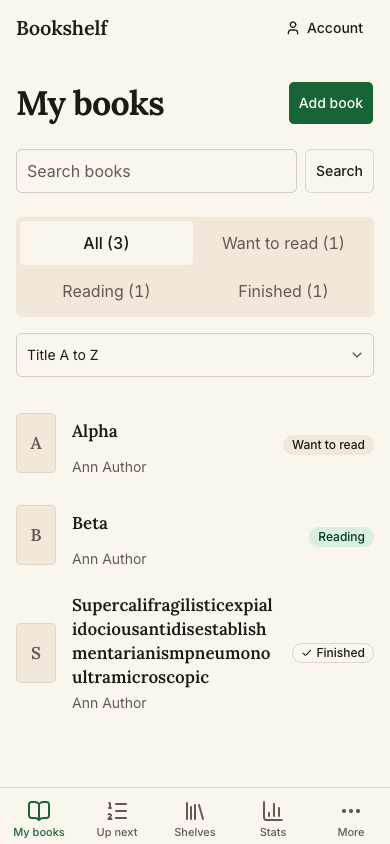 Bookshelf
Account
My books
Add book
Search books
Search
All (3)
Want to read (1)
Reading (1)
Finished (1)
Title A to Z
A
Alpha
Ann Author
Want to read
B
Beta
Ann Author
Reading
S
Supercalifragilisticexpial
idociousantidisestablish
mentarianismpneumono
ultramicroscopic
Ann Author
Finished
My books
Up next
Shelves
Stats
More